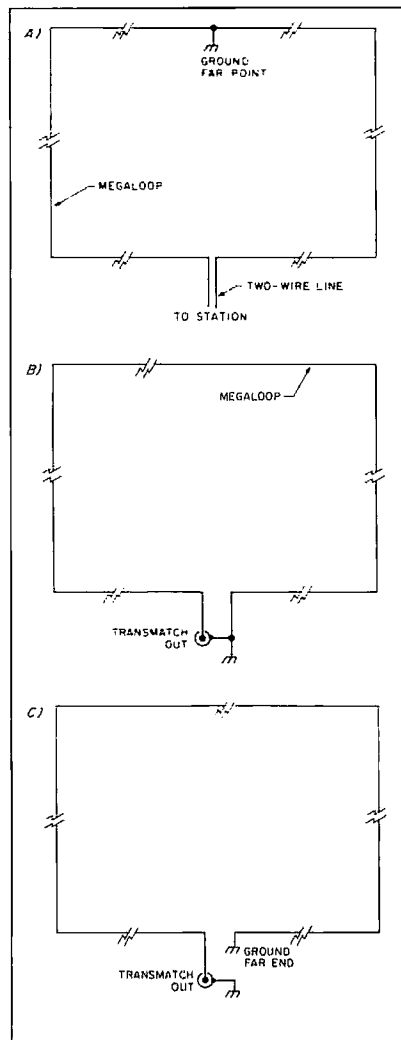 A)
GROUND
FAR POINT
MEGALOOP
TWO-WIRE LINE
TO STATION
B)
MEGALOOP
TRANSMATCH
OUT
C)
GROUND
FAR END
TRANSMATCH
OUT